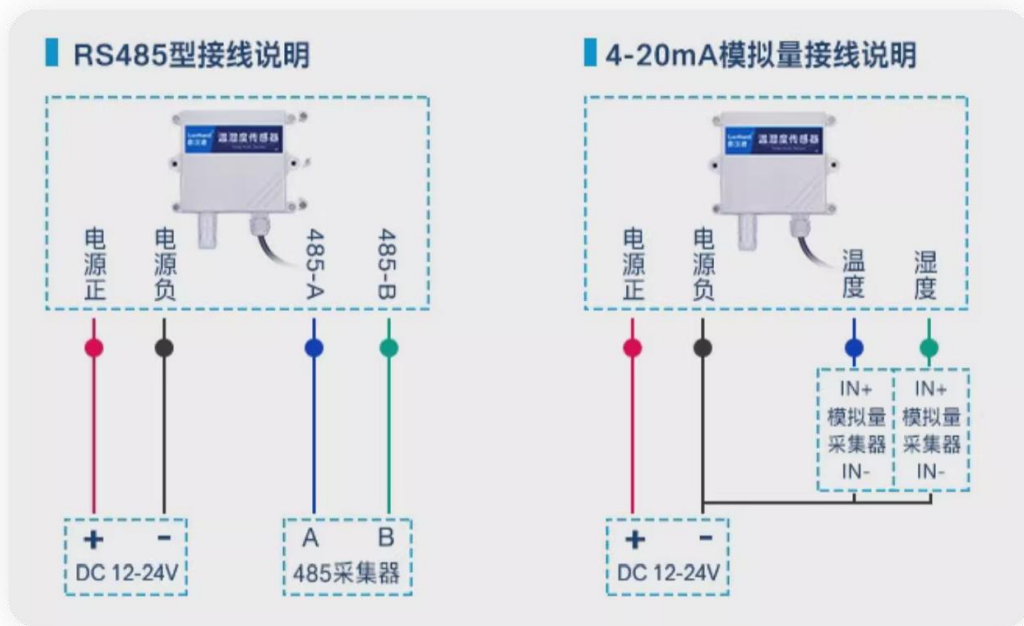 RS485型接线说明
温湿度传感器
电源正
电源负
485-A
485-B
+
-
DC 12-24V
A
B
485采集器
4-20mA模拟量接线说明
温湿度传感器
电源正
电源负
温度
湿度
IN+
模拟量
采集器
IN-
IN+
模拟量
采集器
IN-
+
-
DC 12-24V